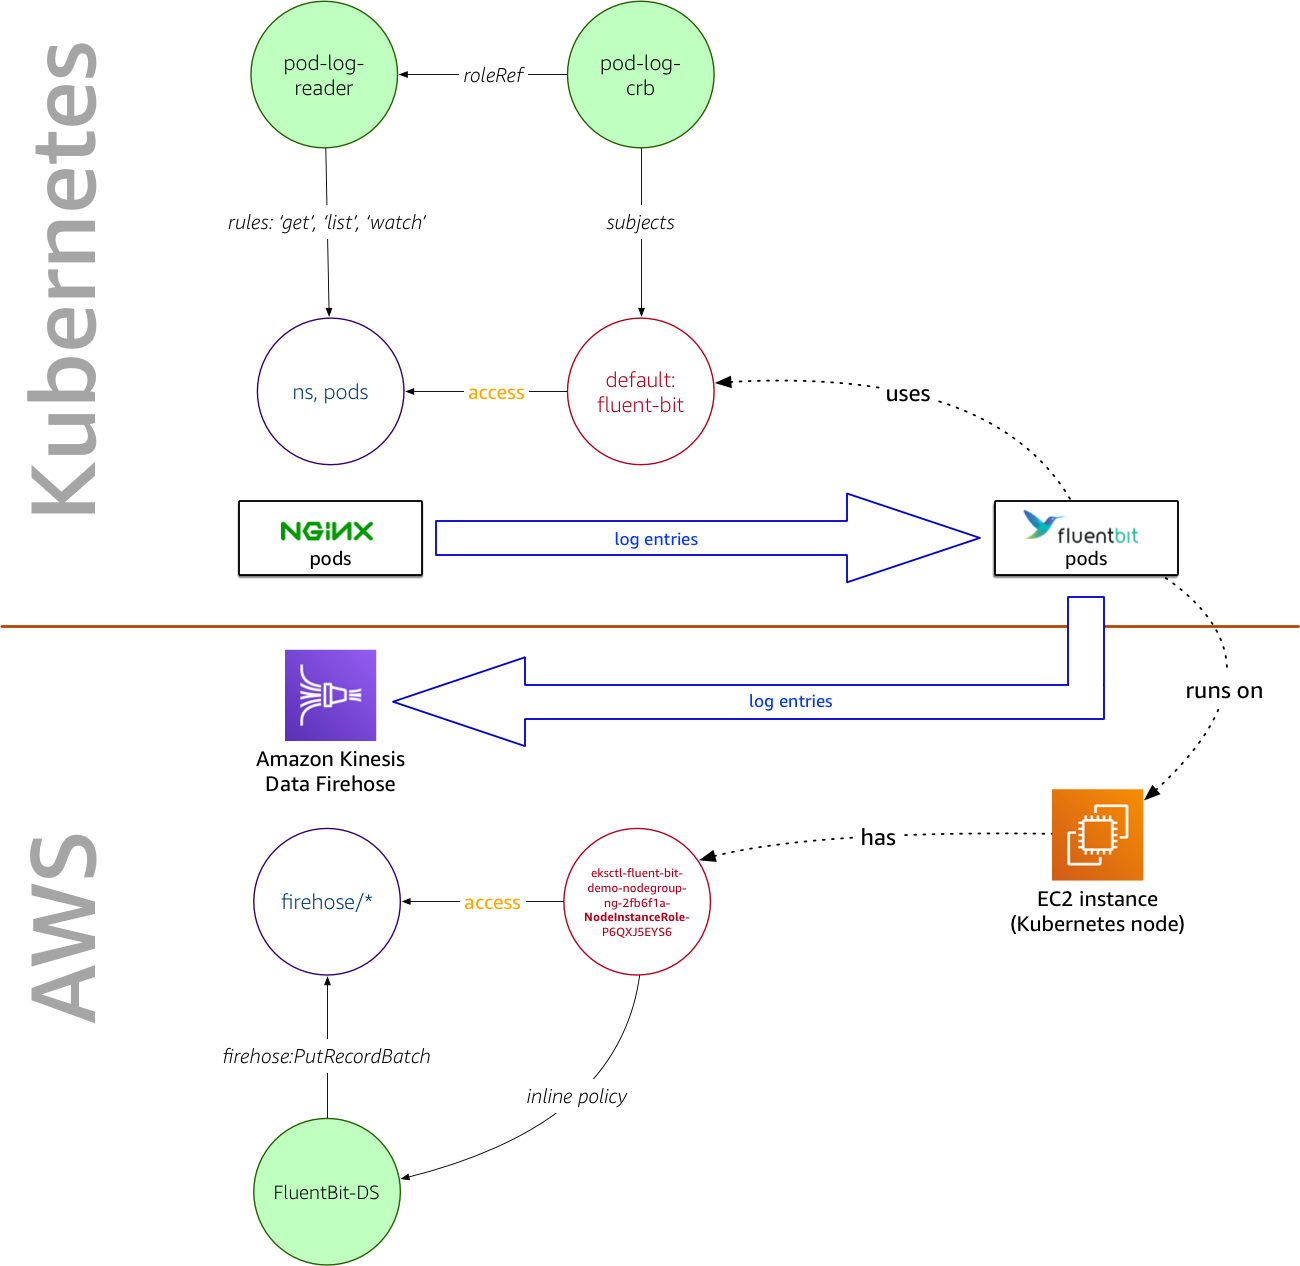 Kubernetes
pod-log-
reader
roleRef
pod-log-
crb
rules: ‘get’, ‘list’, ‘watch’
subjects
ns, pods
access
default:
fluent-bit
uses
NGINX
pods
log entries
fluentbit
pods
log entries
runs on
Amazon Kinesis
Data Firehose
AWS
firehose/*
access
eksctl-fluent-bit-
demo-nodegroup-
ng-2fb6f1a-
NodeInstanceRole-
P6QXJ5EYS6
has
EC2 instance
(Kubernetes node)
firehose:PutRecordBatch
inline policy
FluentBit-DS